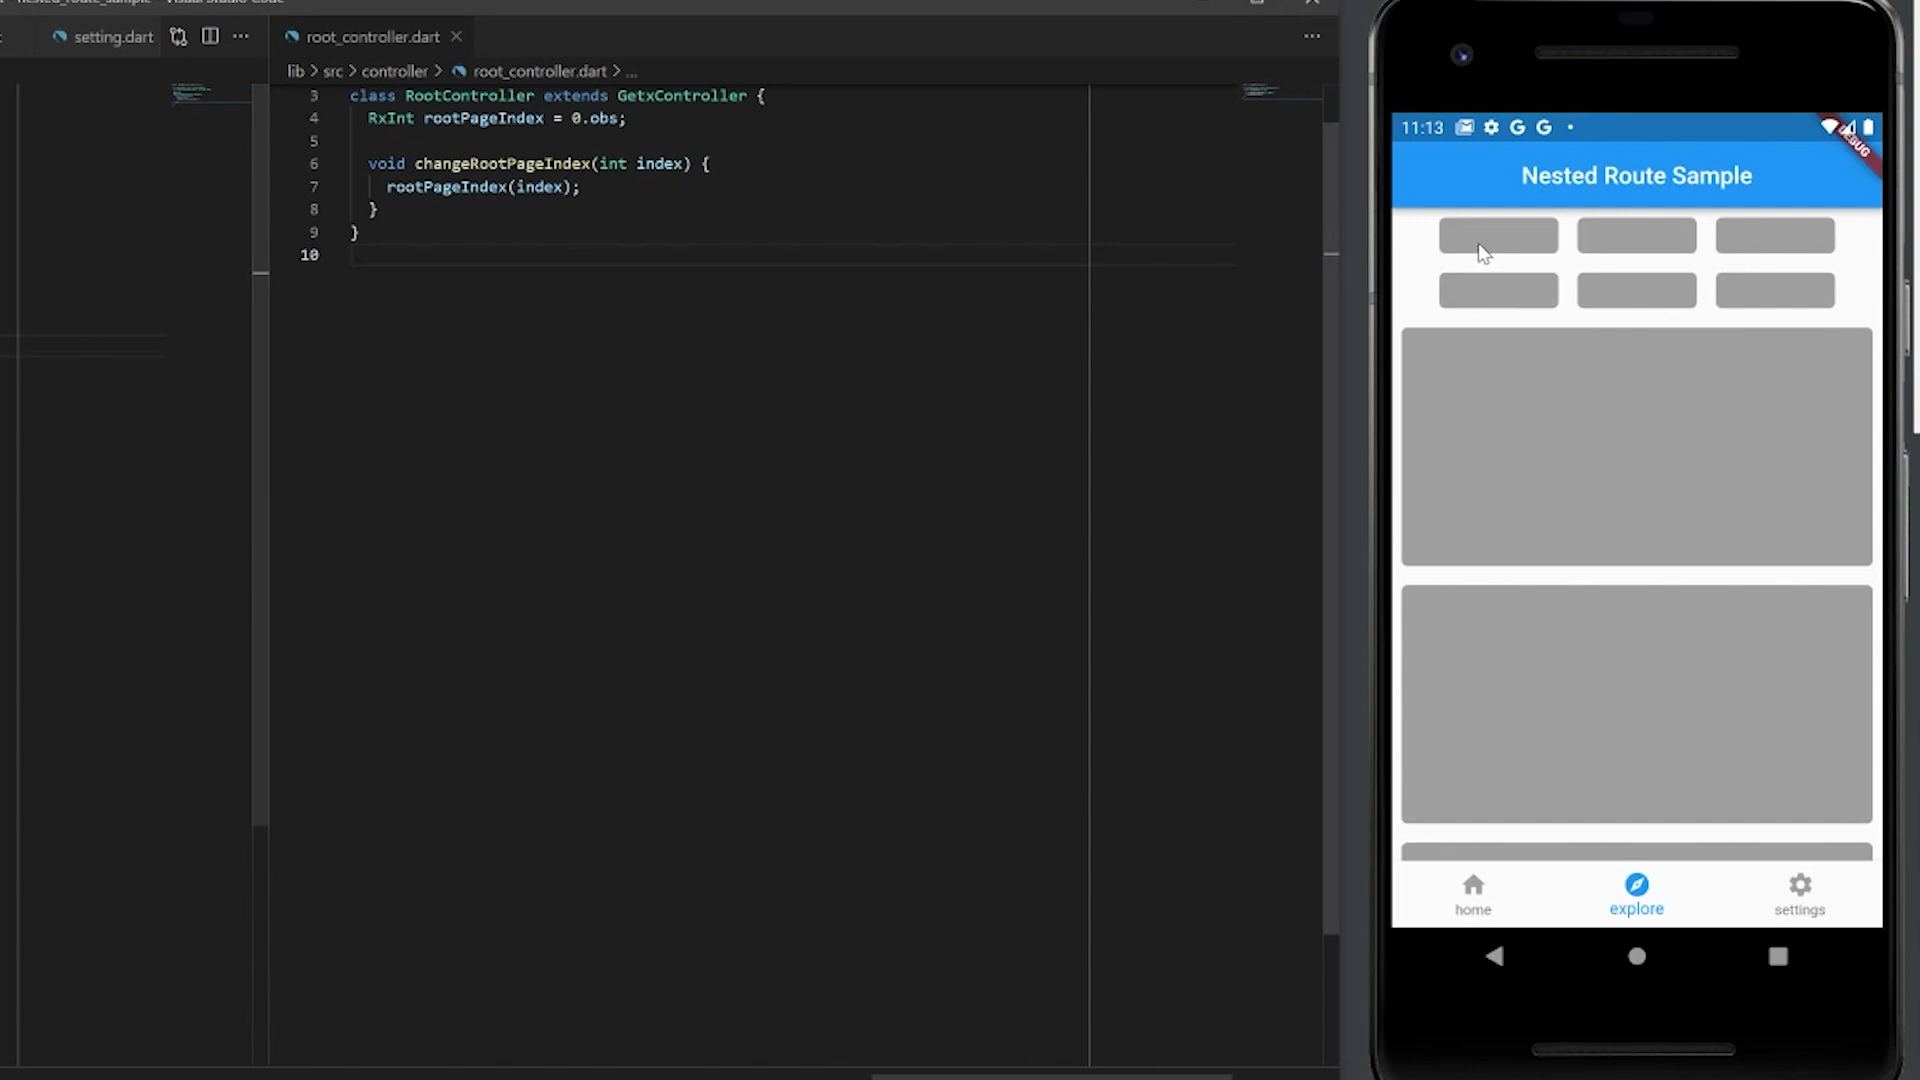 setting.dart
root_controller.dart
lib > src > controller > root_controller.dart > ...
3 class RootController extends GetxController {
4 RxInt rootPageIndex = 0.obs;
5
6 void changeRootPageIndex(int index) {
7 rootPageIndex(index);
8 }
9 }
10
11:13
DEBUG
Nested Route Sample
home
explore
settings